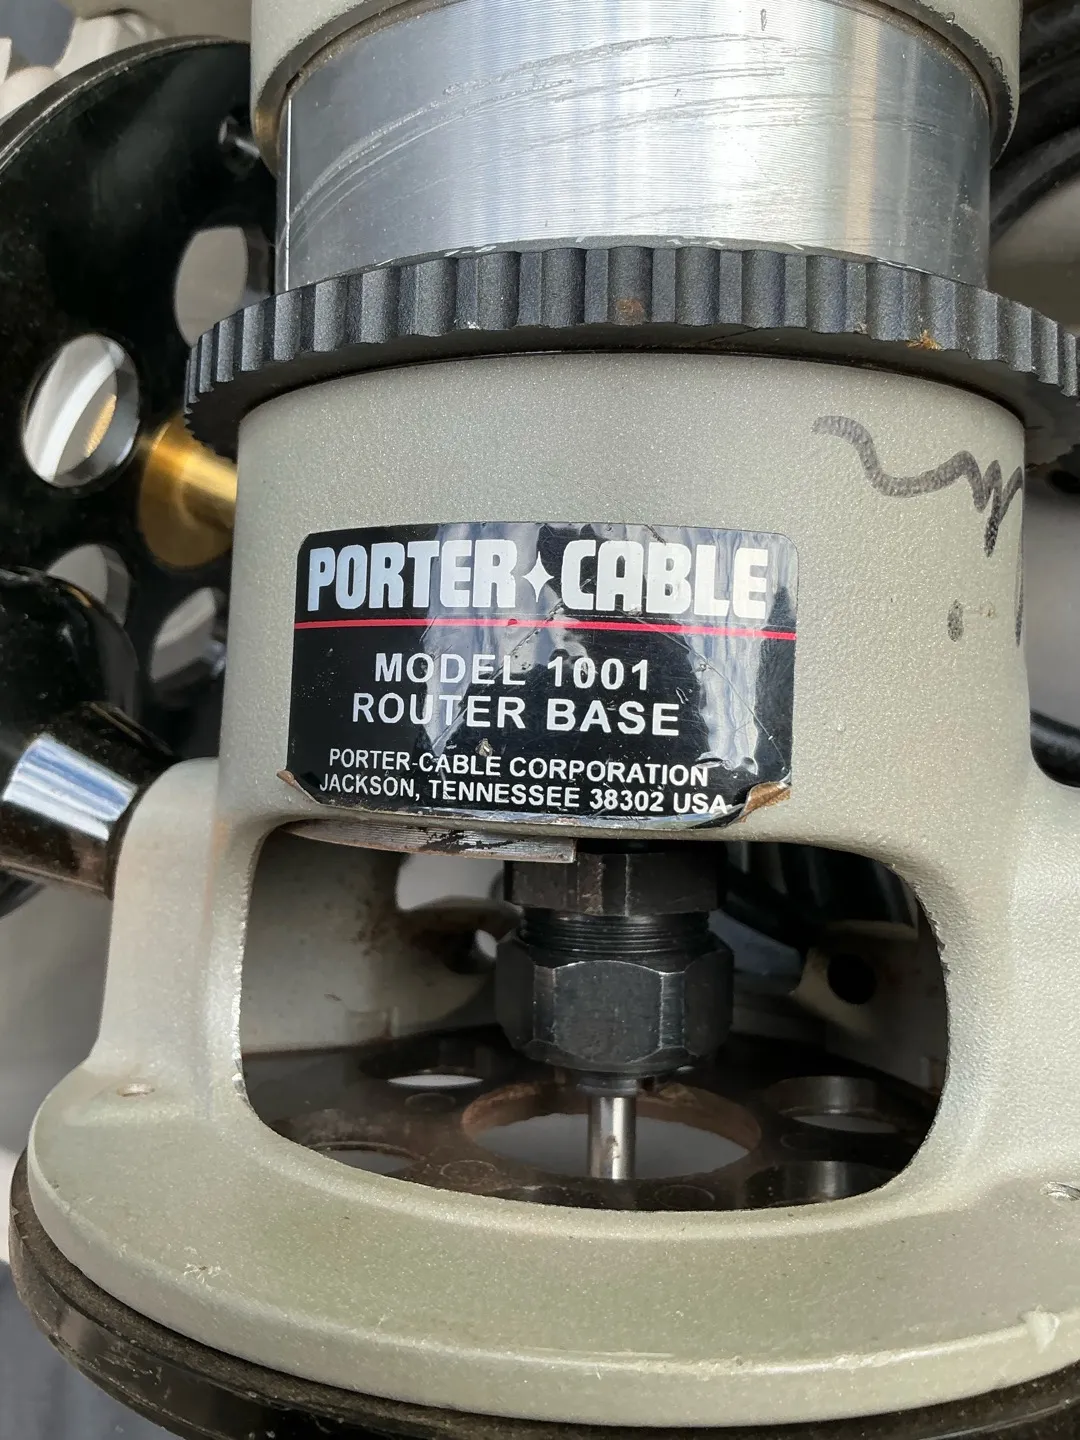 PORTER✦CABLE
MODEL 1001
ROUTER BASE
PORTER-CABLE CORPORATION
JACKSON, TENNESSEE 38302 USA